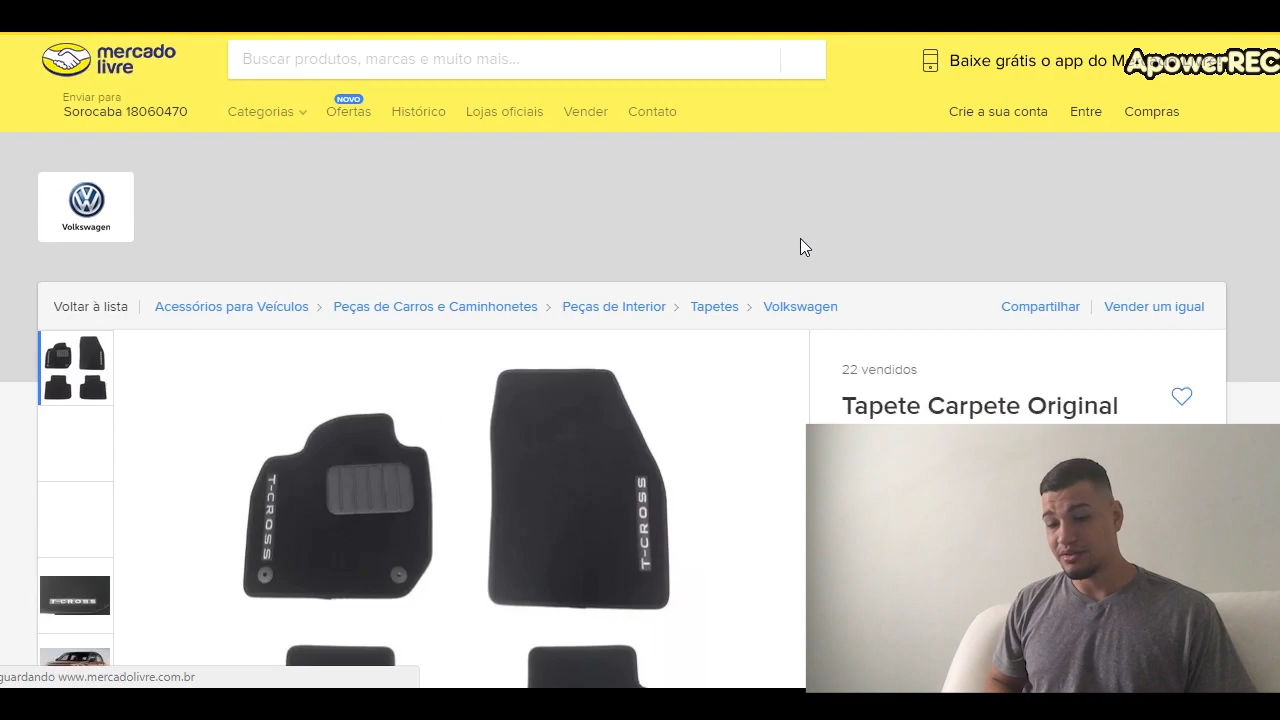 mercado
livre
Buscar produtos, marcas e muito mais...
Baixe grátis o app do M
ApowerREC
Enviar para
Sorocaba 18060470
Categorias
NOVO
Ofertas
Histórico
Lojas oficiais
Vender
Contato
Crie a sua conta
Entre
Compras
Volkswagen
Voltar à lista
Acessórios para Veículos
Peças de Carros e Caminhonetes
Peças de Interior
Tapetes
Volkswagen
Compartilhar
Vender um igual
22 vendidos
Tapete Carpete Original
T-CROSS
T-CROSS
T-CROSS
guardando www.mercadolivre.com.br